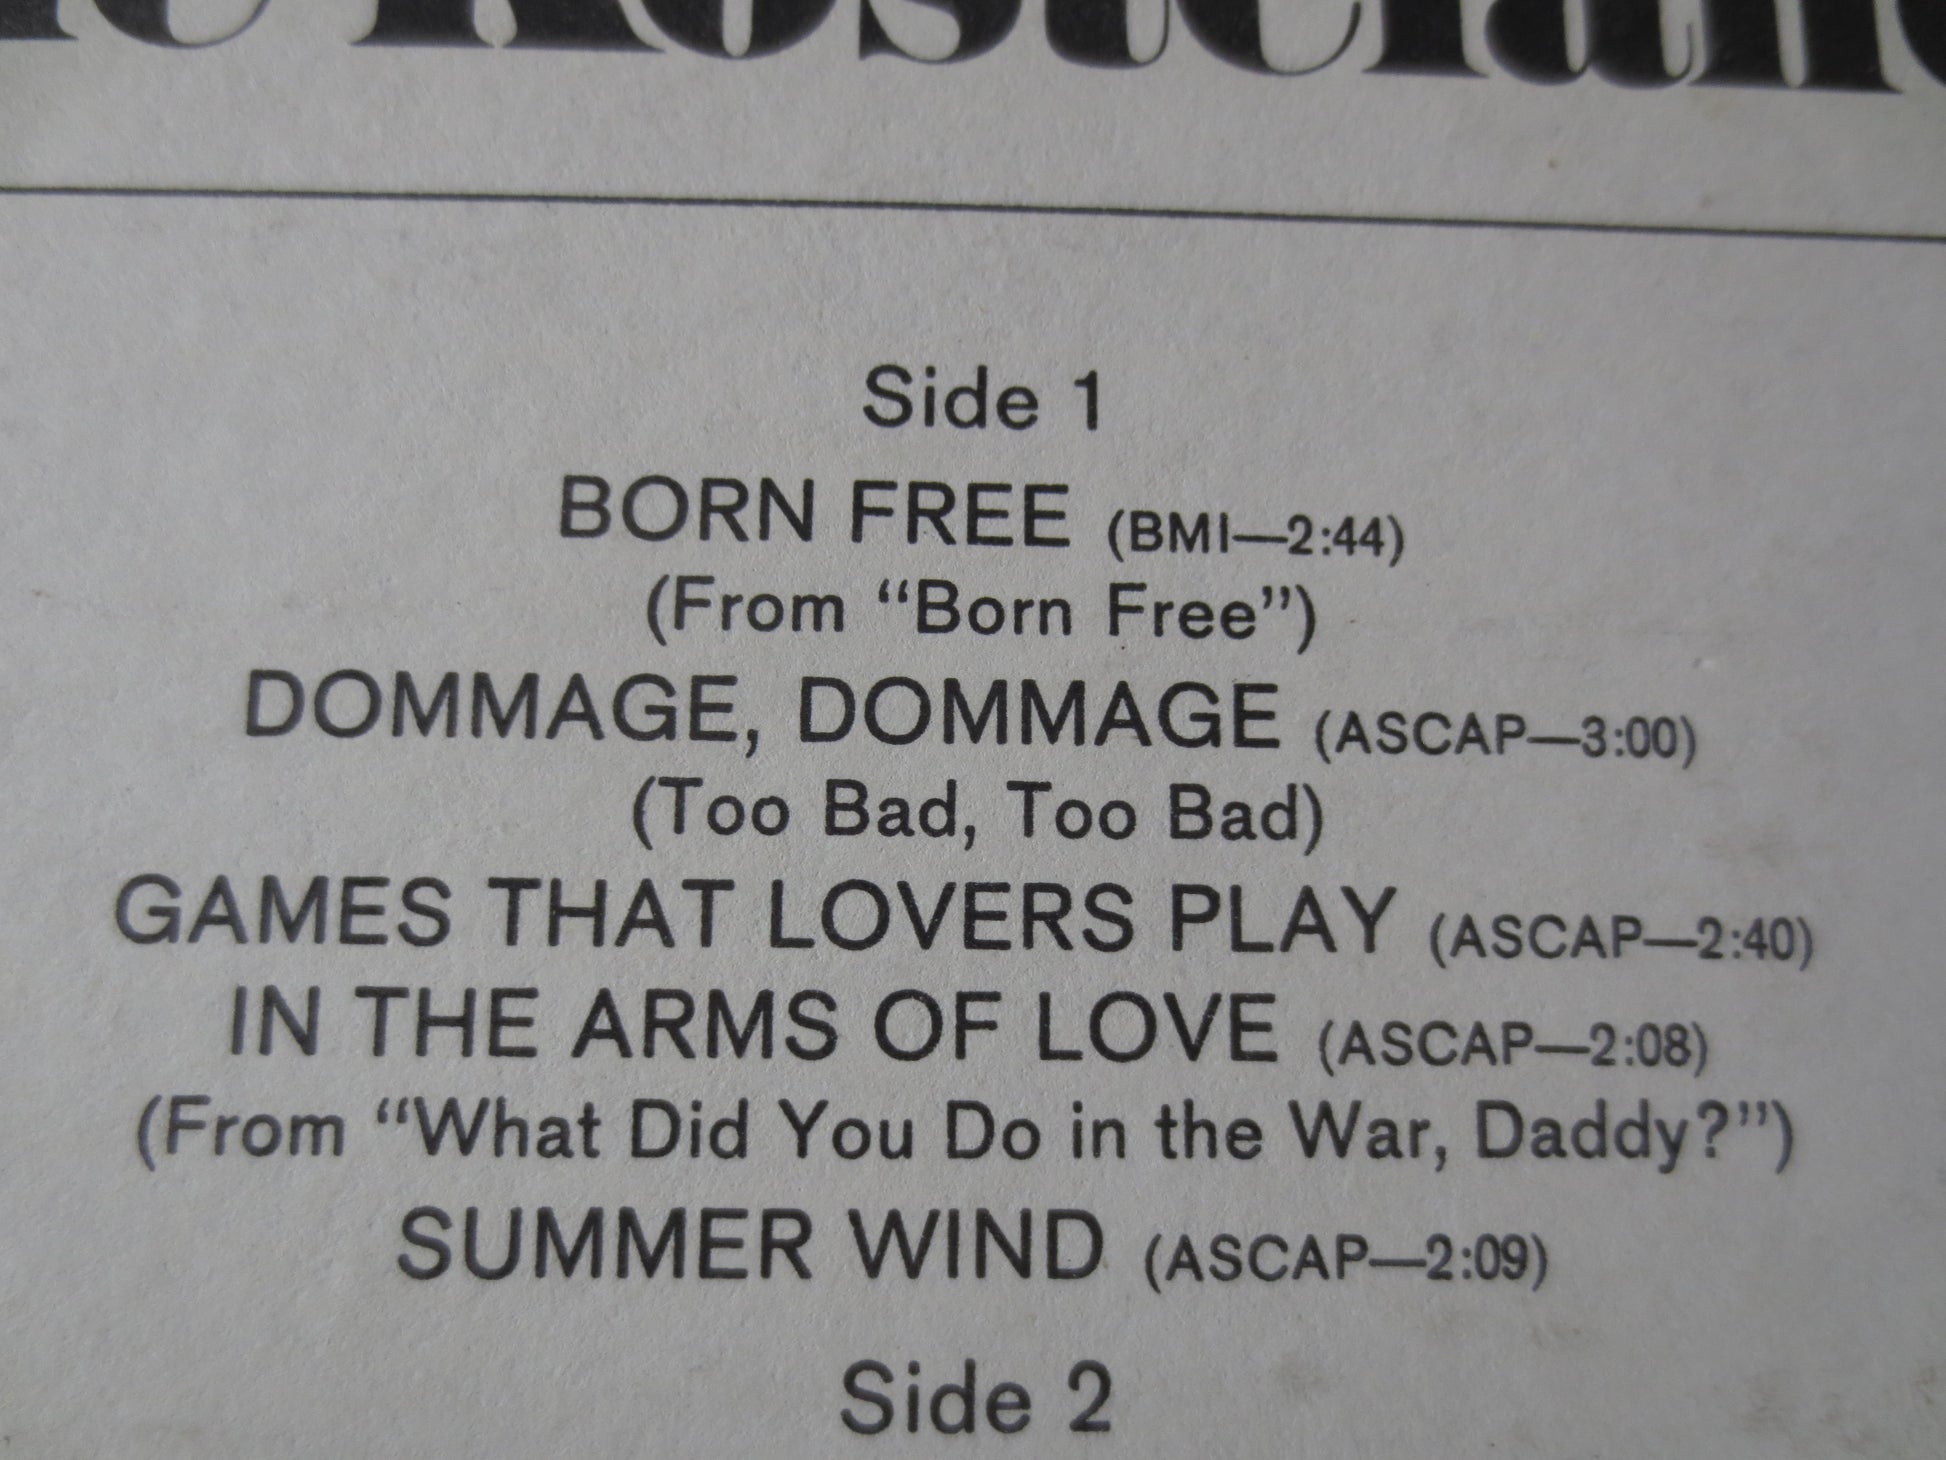 Side 1
BORN FREE (BMI—2:44)
(From “Born Free”)
DOMMAGE, DOMMAGE (ASCAP—3:00)
(Too Bad, Too Bad)
GAMES THAT LOVERS PLAY (ASCAP—2:40)
IN THE ARMS OF LOVE (ASCAP—2:08)
(From “What Did You Do in the War, Daddy?”)
SUMMER WIND (ASCAP—2:09)
Side 2